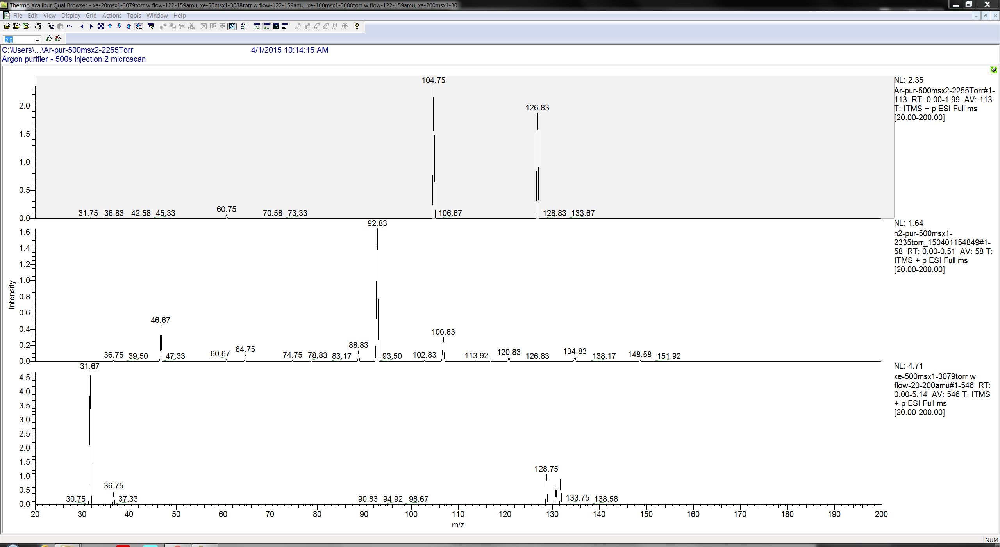 Thermo Xcalibur Qual Browser - xe-20msx1-3079torr w flow-122-159amu, xe-50msx1-3088torr w flow-122-159amu, xe-100msx1-3088torr w flow-122-159amu, xe-200msx1-30
File Edit View Display Grid Actions Tools Window Help
2.0
C:\Users\...\Ar-pur-500msx2-2255Torr 4/1/2015 10:14:15 AM
Argon purifier - 500s injection 2 microscan
104.75
126.83
2.0
1.5
1.0
0.5
0.0
31.75 36.83 42.58 45.33 60.75 70.58 73.33 106.67 128.83 133.67
NL: 2.35
Ar-pur-500msx2-2255Torr#1-
113 RT: 0.00-1.99 AV: 113
T: ITMS + p ESI Full ms
[20.00-200.00]
92.83
1.6
1.4
1.2
1.0
0.8
0.6
0.4
0.2
0.0
Intensity
46.67
106.83
88.83
36.75 39.50 47.33 60.67 64.75 74.75 78.83 83.17 93.50 102.83 113.92 120.83 126.83 134.83 138.17 148.58 151.92
NL: 1.64
n2-pur-500msx1-
2335torr_150401154849#1-
58 RT: 0.00-0.51 AV: 58 T:
ITMS + p ESI Full ms
[20.00-200.00]
31.67
4.5
4.0
3.5
3.0
2.5
2.0
1.5
1.0
0.5
0.0
128.75
36.75
30.75 37.33 90.83 94.92 98.67 133.75 138.58
NL: 4.71
xe-500msx1-3079torr w
flow-20-200amu#1-546 RT:
0.00-5.14 AV: 546 T: ITMS
+ p ESI Full ms
[20.00-200.00]
20 30 40 50 60 70 80 90 100 110 120 130 140 150 160 170 180 190 200
m/z
NUM